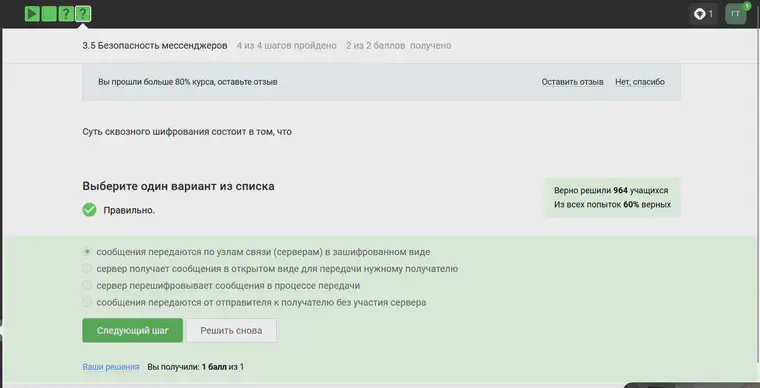 ? ?
1 ГТ 1
3.5 Безопасность мессенджеров 4 из 4 шагов пройдено 2 из 2 баллов получено
Вы прошли больше 80% курса, оставьте отзыв Оставить отзыв Нет, спасибо
Суть сквозного шифрования состоит в том, что
Выберите один вариант из списка
Правильно.
Верно решили 964 учащихся
Из всех попыток 60% верных
сообщения передаются по узлам связи (серверам) в зашифрованном виде
сервер получает сообщения в открытом виде для передачи нужному получателю
сервер перешифровывает сообщения в процессе передачи
сообщения передаются от отправителя к получателю без участия сервера
Следующий шаг Решить снова
Ваши решения Вы получили: 1 балл из 1